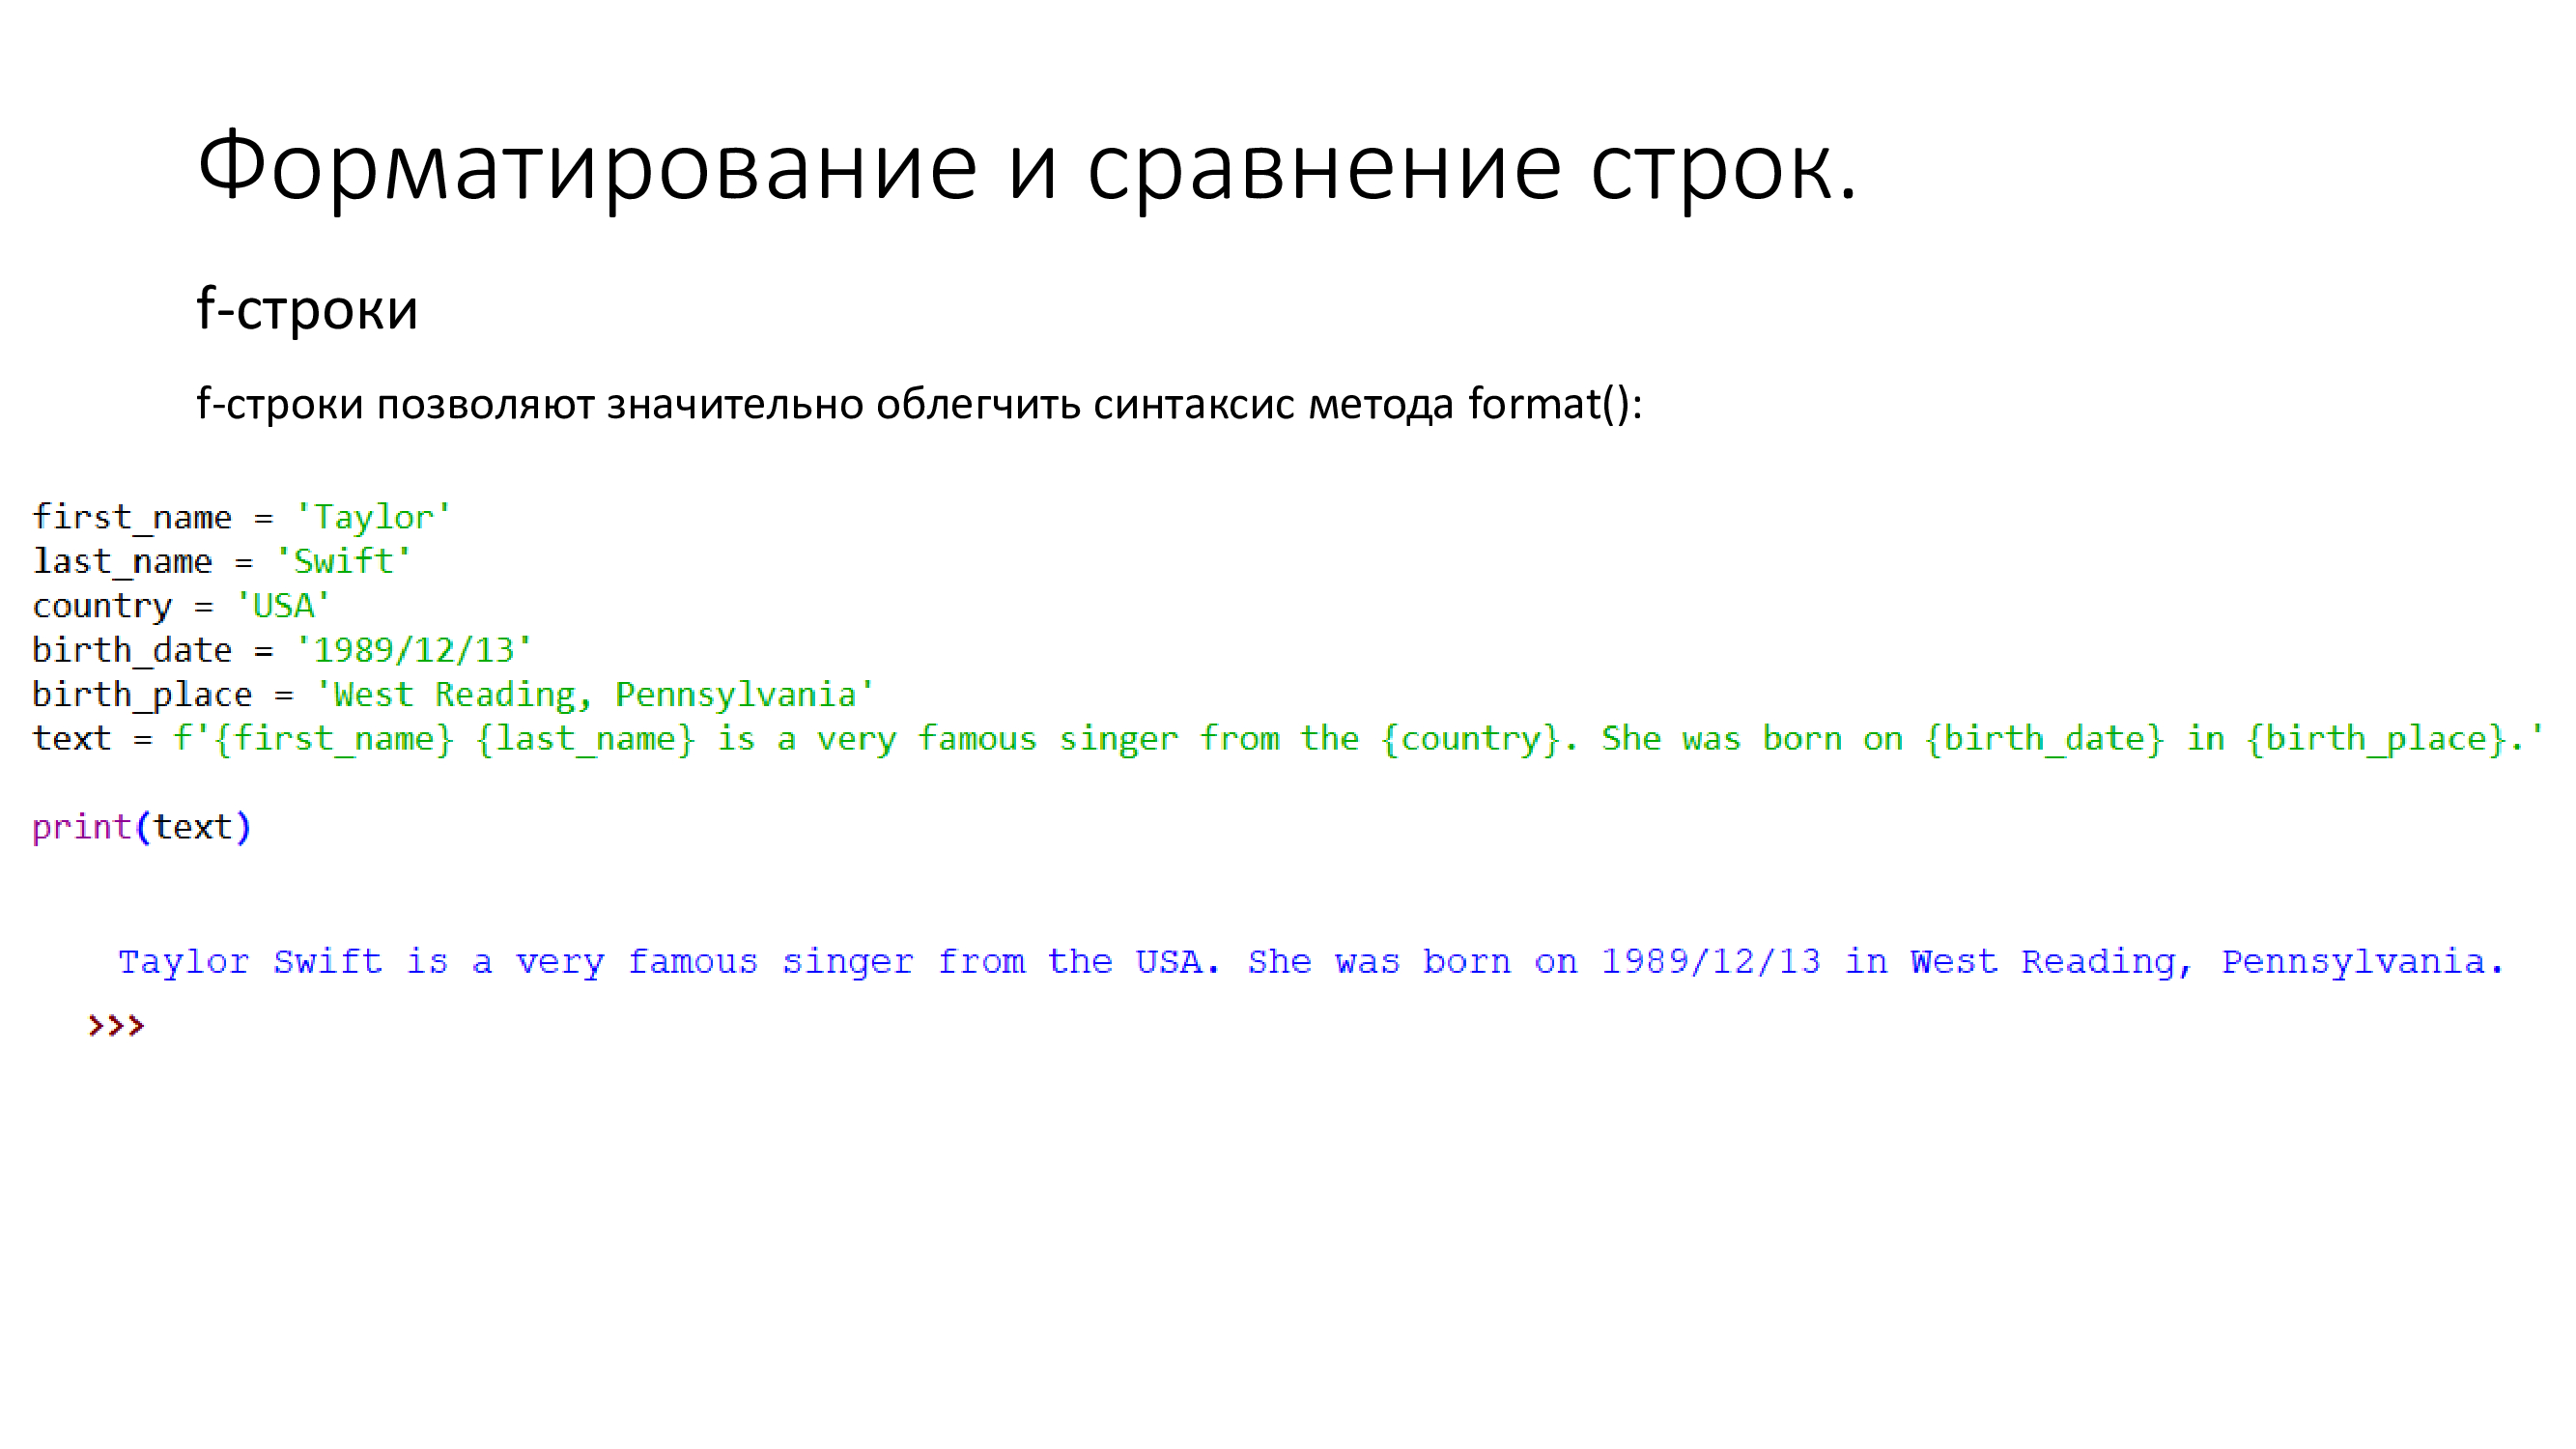 Форматирование и сравнение строк.
f-строки
f-строки позволяют значительно облегчить синтаксис метода format():
first_name = 'Taylor'
last_name = 'Swift'
country = 'USA'
birth_date = '1989/12/13'
birth_place = 'West Reading, Pennsylvania'
text = f'{first_name} {last_name} is a very famous singer from the {country}. She was born on {birth_date} in {birth_place}.'
print(text)
Taylor Swift is a very famous singer from the USA. She was born on 1989/12/13 in West Reading, Pennsylvania.
>>>